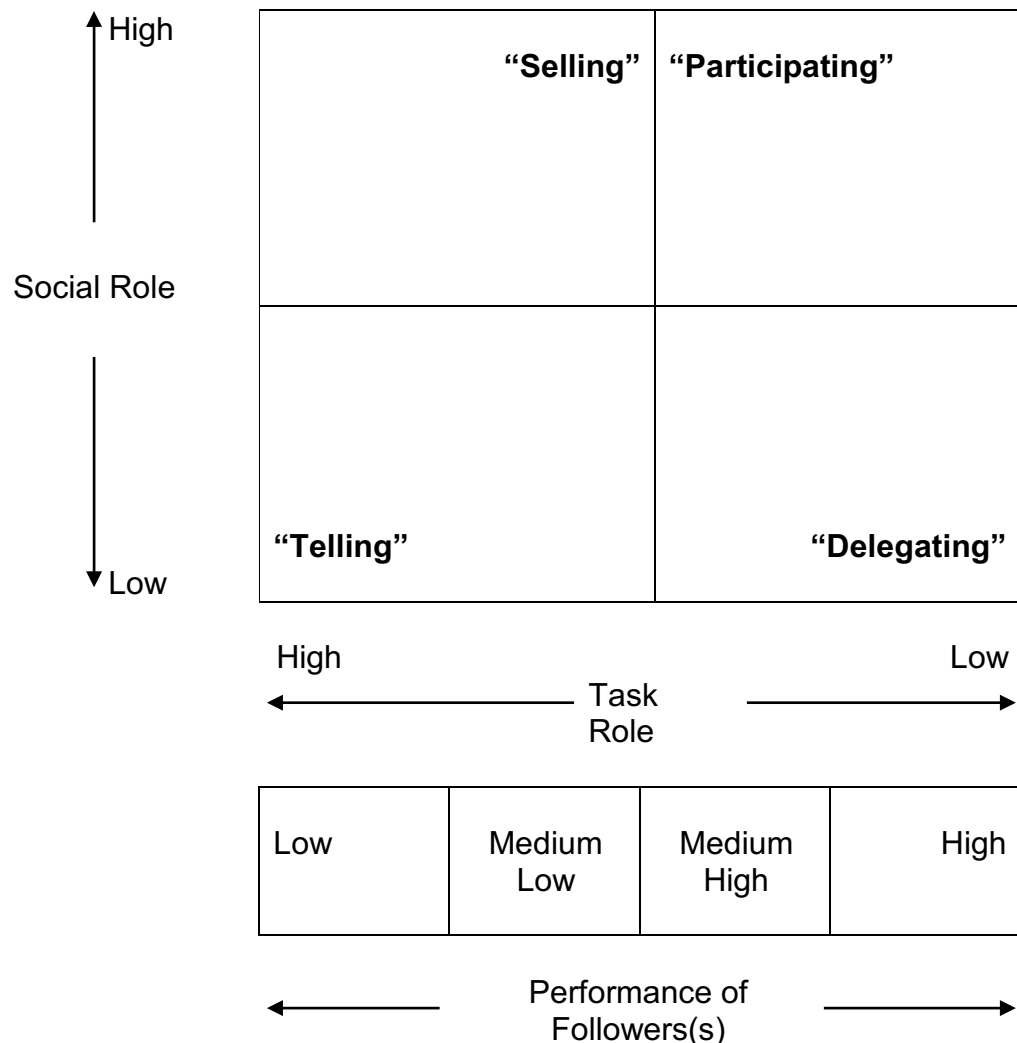 High
“Selling” “Participating”
Social Role
“Telling” “Delegating”
Low
High Low
Task
Role
Low Medium Low Medium High High
Performance of
Followers(s)